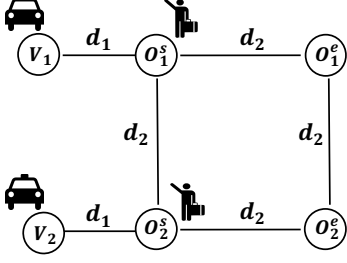 V₁ d₁ O₁ˢ d₂ O₁ᵉ
d₂ d₂
V₂ d₁ O₂ˢ d₂ O₂ᵉ